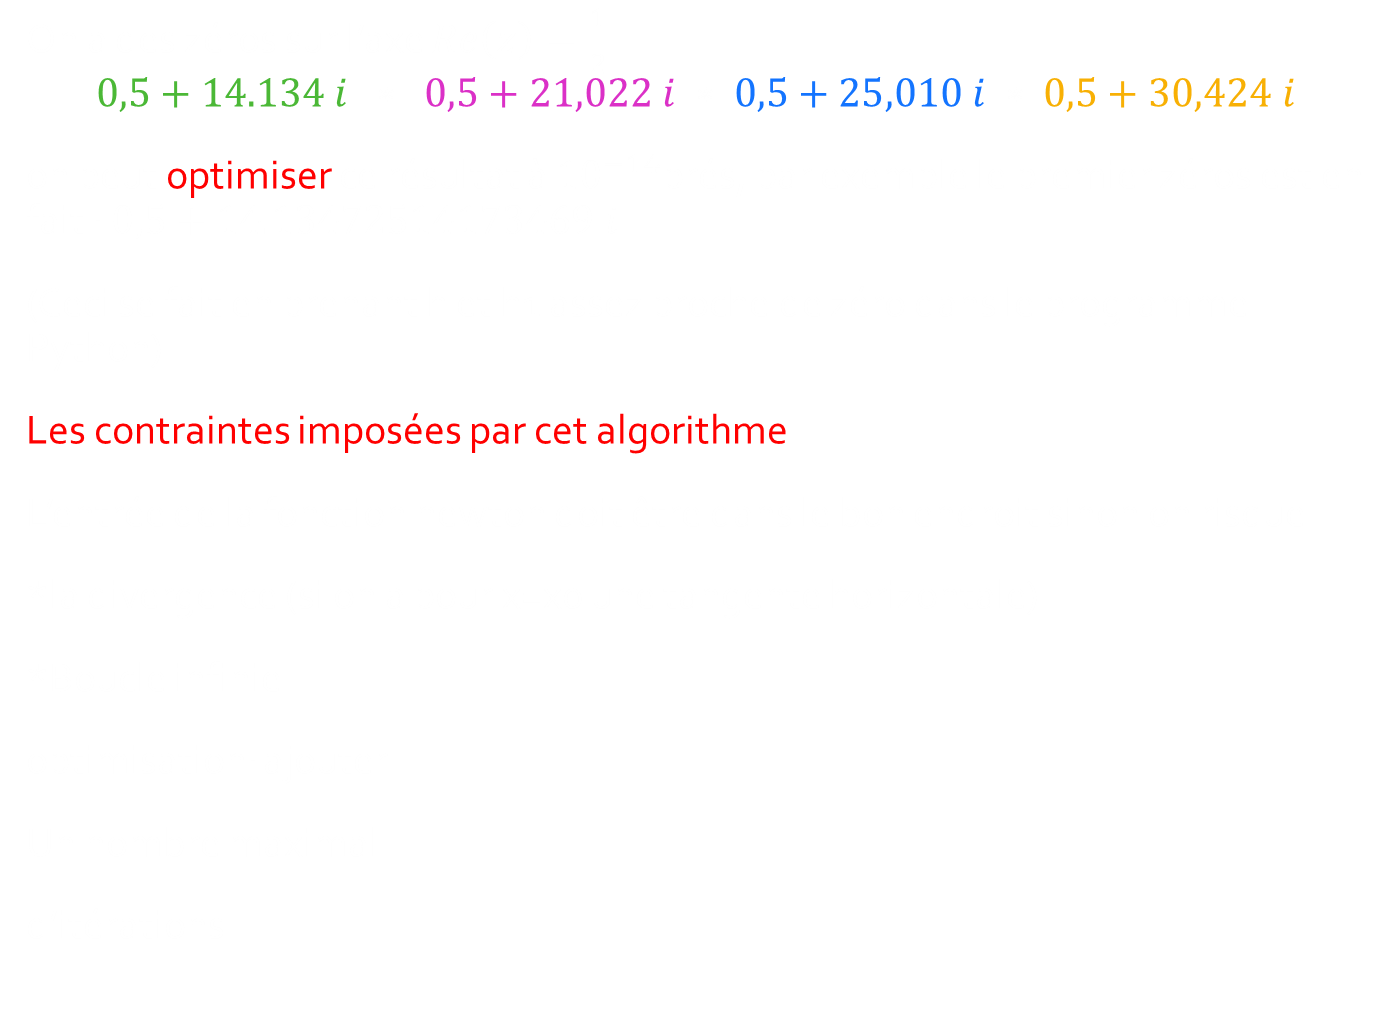 0,5 + 14.134 i 0,5 + 21,022 i 0,5 + 25,010 i 0,5 + 30,424 i
optimiser
Les contraintes imposées par cet algorithme